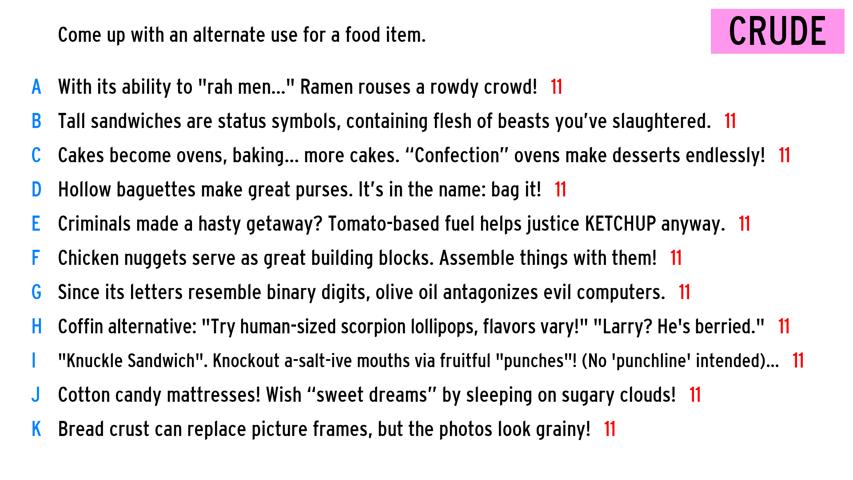 Come up with an alternate use for a food item.
CRUDE
A With its ability to "rah men..." Ramen rouses a rowdy crowd! 11
B Tall sandwiches are status symbols, containing flesh of beasts you’ve slaughtered. 11
C Cakes become ovens, baking... more cakes. “Confection” ovens make desserts endlessly! 11
D Hollow baguettes make great purses. It’s in the name: bag it! 11
E Criminals made a hasty getaway? Tomato-based fuel helps justice KETCHUP anyway. 11
F Chicken nuggets serve as great building blocks. Assemble things with them! 11
G Since its letters resemble binary digits, olive oil antagonizes evil computers. 11
H Coffin alternative: "Try human-sized scorpion lollipops, flavors vary!" "Larry? He's berried." 11
I "Knuckle Sandwich". Knockout a-salt-ive mouths via fruitful "punches"! (No 'punchline' intended)... 11
J Cotton candy mattresses! Wish “sweet dreams” by sleeping on sugary clouds! 11
K Bread crust can replace picture frames, but the photos look grainy! 11